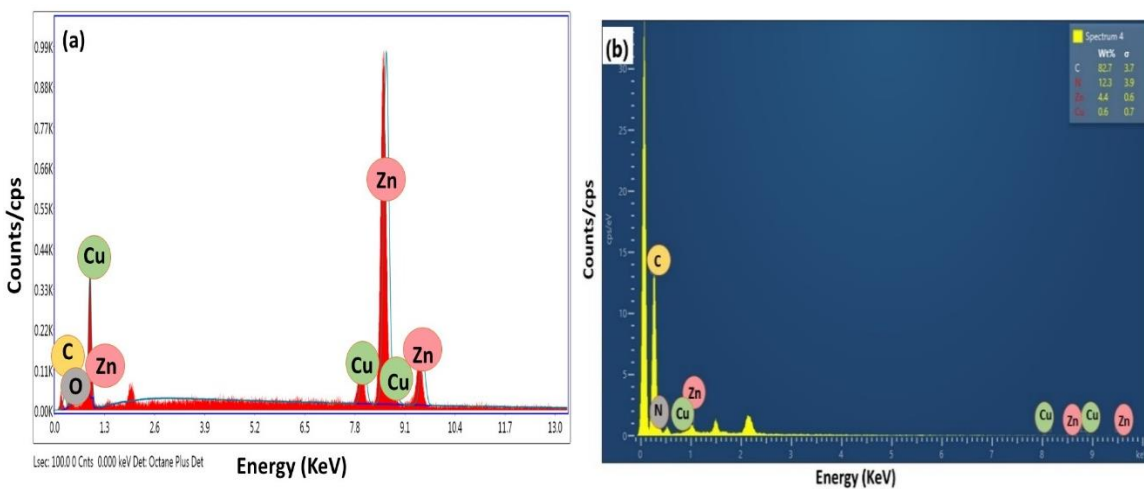 (a)
Counts/cps
0.99K
0.88K
0.77K
0.66K
0.55K
0.44K
0.33K
0.22K
0.11K
0.00K
C
O
Cu
Zn
Cu
Zn
Cu
Zn
0.0 1.3 2.6 3.9 5.2 6.5 7.8 9.1 10.4 11.7 13.0
Lsec: 100.0 0 Cnts 0.000 keV Det: Octane Plus Det
Energy (KeV)
(b)
Counts/cps
cps/eV
30
25
20
15
10
5
0
Spectrum 4
Wt% σ
C 82.7 3.7
N 12.3 3.9
Zn 4.4 0.6
Cu 0.6 0.7
C
N
Cu
Zn
Cu
Zn
Cu
Zn
0 1 2 3 4 5 6 7 8 9 ke
Energy (KeV)